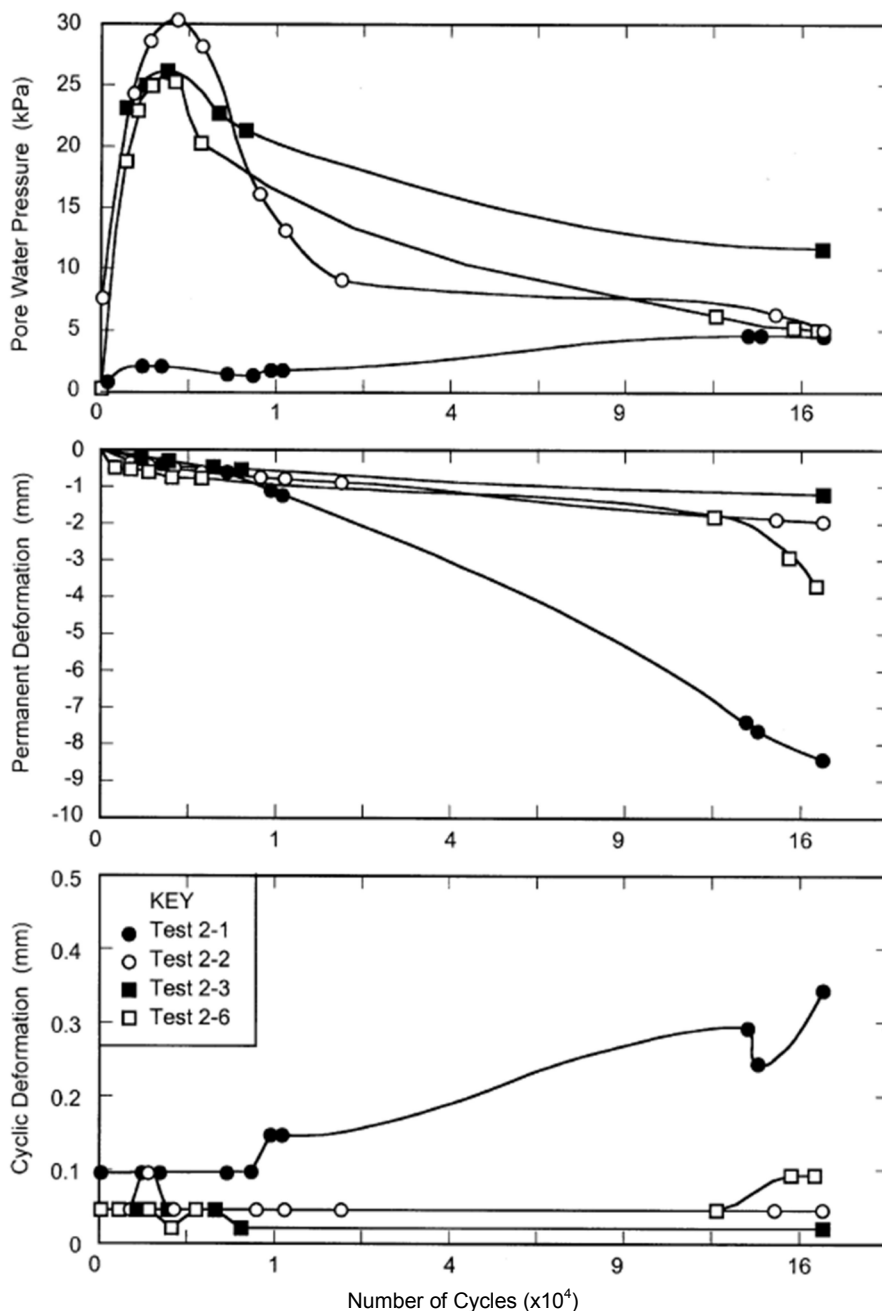 30
25
20
15
10
5
0
Pore Water Pressure (kPa)
0 1 4 9 16
0
-1
-2
-3
-4
-5
-6
-7
-8
-9
-10
Permanent Deformation (mm)
0 1 4 9 16
0.5
0.4
0.3
0.2
0.1
0
Cyclic Deformation (mm)
KEY
Test 2-1
Test 2-2
Test 2-3
Test 2-6
0 1 4 9 16
Number of Cycles (x10⁴)